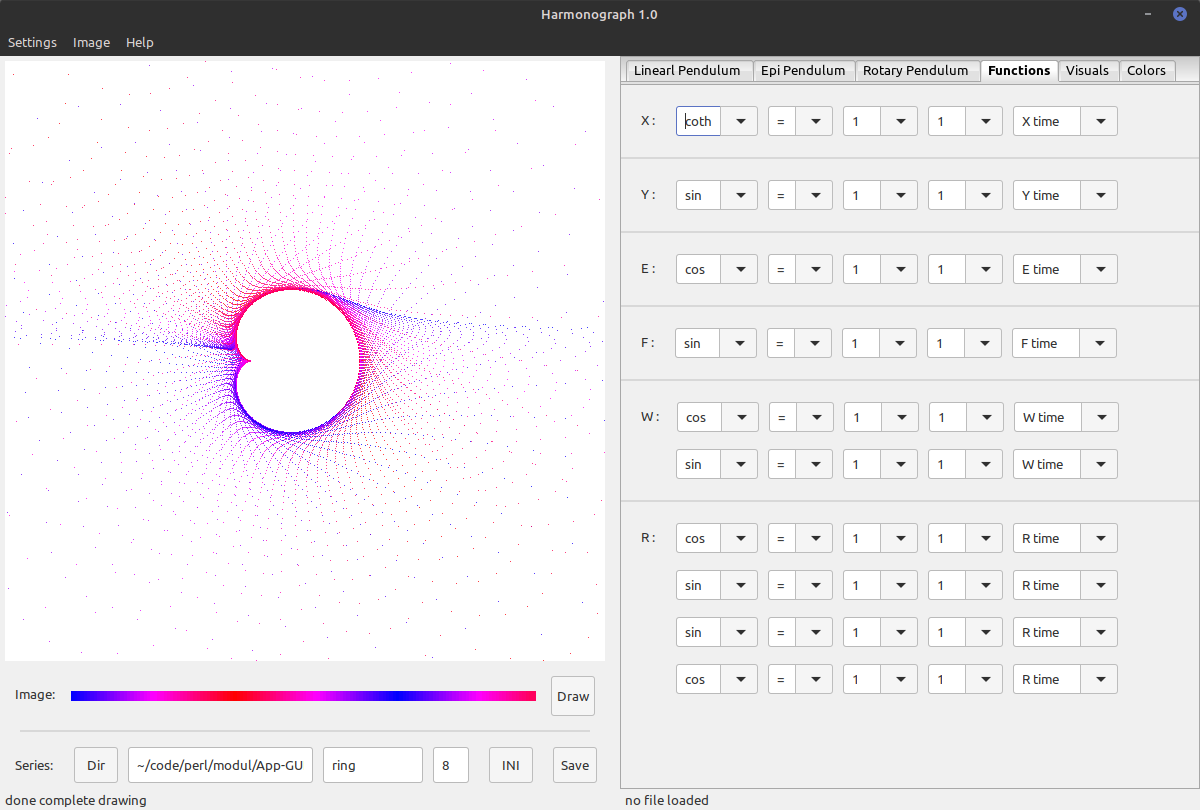 Harmonograph 1.0
Settings Image Help
Linearl Pendulum Epi Pendulum Rotary Pendulum Functions Visuals Colors
X : coth = 1 1 X time
Y : sin = 1 1 Y time
E : cos = 1 1 E time
F : sin = 1 1 F time
W : cos = 1 1 W time
sin = 1 1 W time
R : cos = 1 1 R time
sin = 1 1 R time
sin = 1 1 R time
cos = 1 1 R time
Image: Draw
Series: Dir ~/code/perl/modul/App-GU ring 8 INI Save
done complete drawing no file loaded